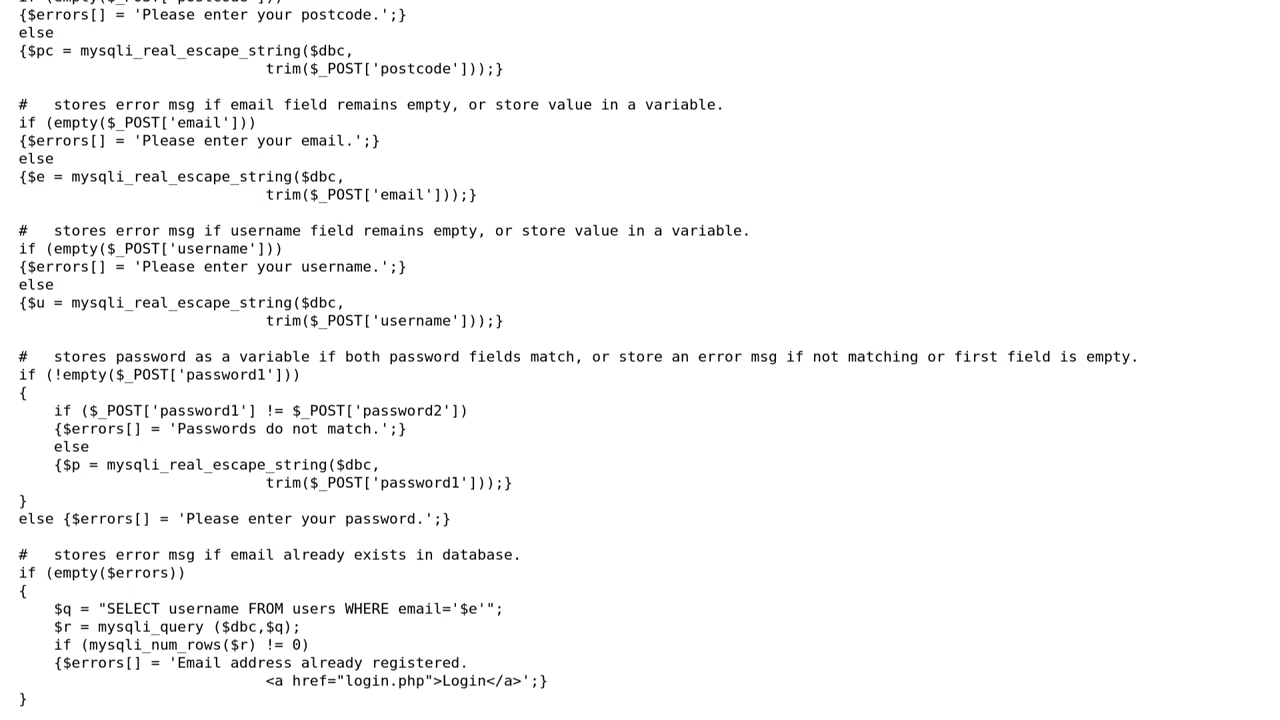 if (empty($_POST['postcode']))
{$errors[] = 'Please enter your postcode.';}
else
{$pc = mysqli_real_escape_string($dbc,
                            trim($_POST['postcode']));}

#   stores error msg if email field remains empty, or store value in a variable.
if (empty($_POST['email']))
{$errors[] = 'Please enter your email.';}
else
{$e = mysqli_real_escape_string($dbc,
                            trim($_POST['email']));}

#   stores error msg if username field remains empty, or store value in a variable.
if (empty($_POST['username']))
{$errors[] = 'Please enter your username.';}
else
{$u = mysqli_real_escape_string($dbc,
                            trim($_POST['username']));}

#   stores password as a variable if both password fields match, or store an error msg if not matching or first field is empty.
if (!empty($_POST['password1']))
{
    if ($_POST['password1'] != $_POST['password2'])
    {$errors[] = 'Passwords do not match.';}
    else
    {$p = mysqli_real_escape_string($dbc,
                            trim($_POST['password1']));}
}
else {$errors[] = 'Please enter your password.';}

#   stores error msg if email already exists in database.
if (empty($errors))
{
    $q = "SELECT username FROM users WHERE email='$e'";
    $r = mysqli_query ($dbc,$q);
    if (mysqli_num_rows($r) != 0)
    {$errors[] = 'Email address already registered.
                            <a href="login.php">Login</a>';}
}